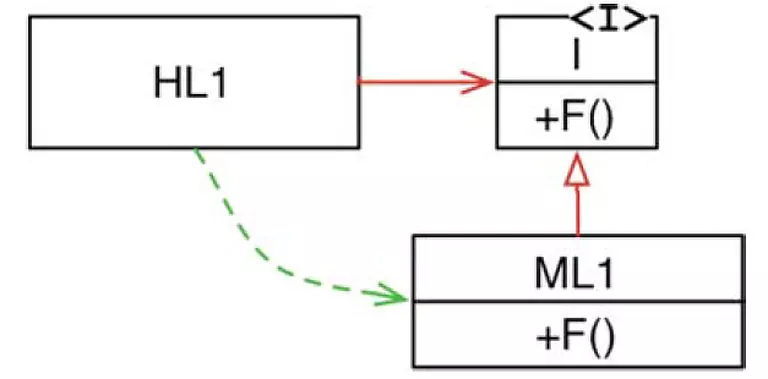 <I>
HL1
I
+F()
ML1
+F()